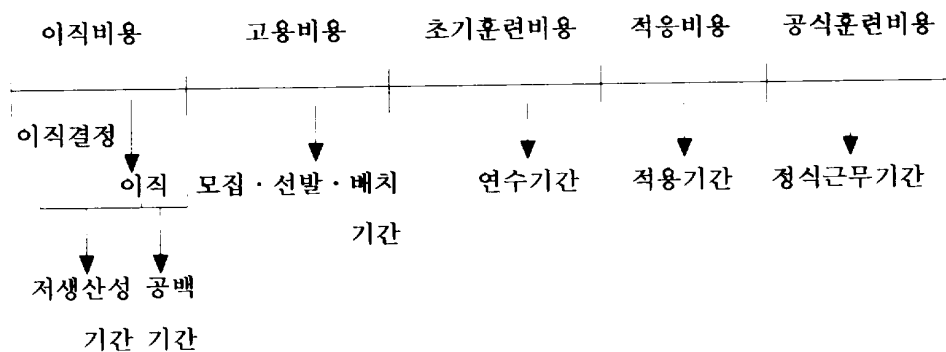 이직비용 고용비용 초기훈련비용 적응비용 공식훈련비용
이직결정
이직 모집·선발·배치 연수기간 적용기간 정식근무기간
기간
저생산성 공백
기간 기간